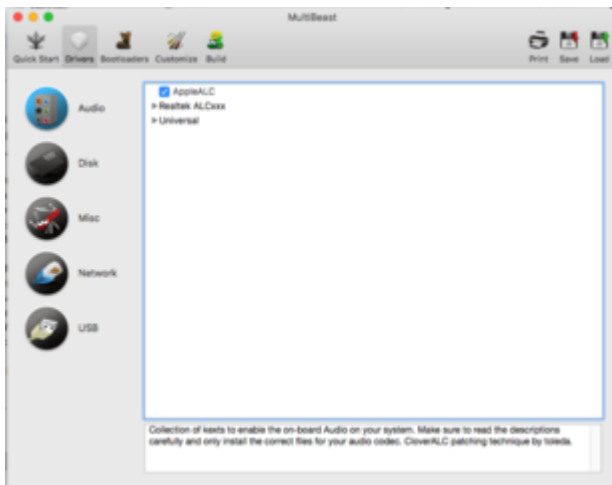 MultiBeast
Quick Start Drivers Bootloaders Customize Build Print Save Load
Audio
AppleALC
Realtek ALCxxx
Universal
Disk
Misc
Network
USB
Collection of kexts to enable the on-board Audio on your system. Make sure to read the descriptions
carefully and only install the correct files for your audio codec. CloverALC patching technique by toleda.